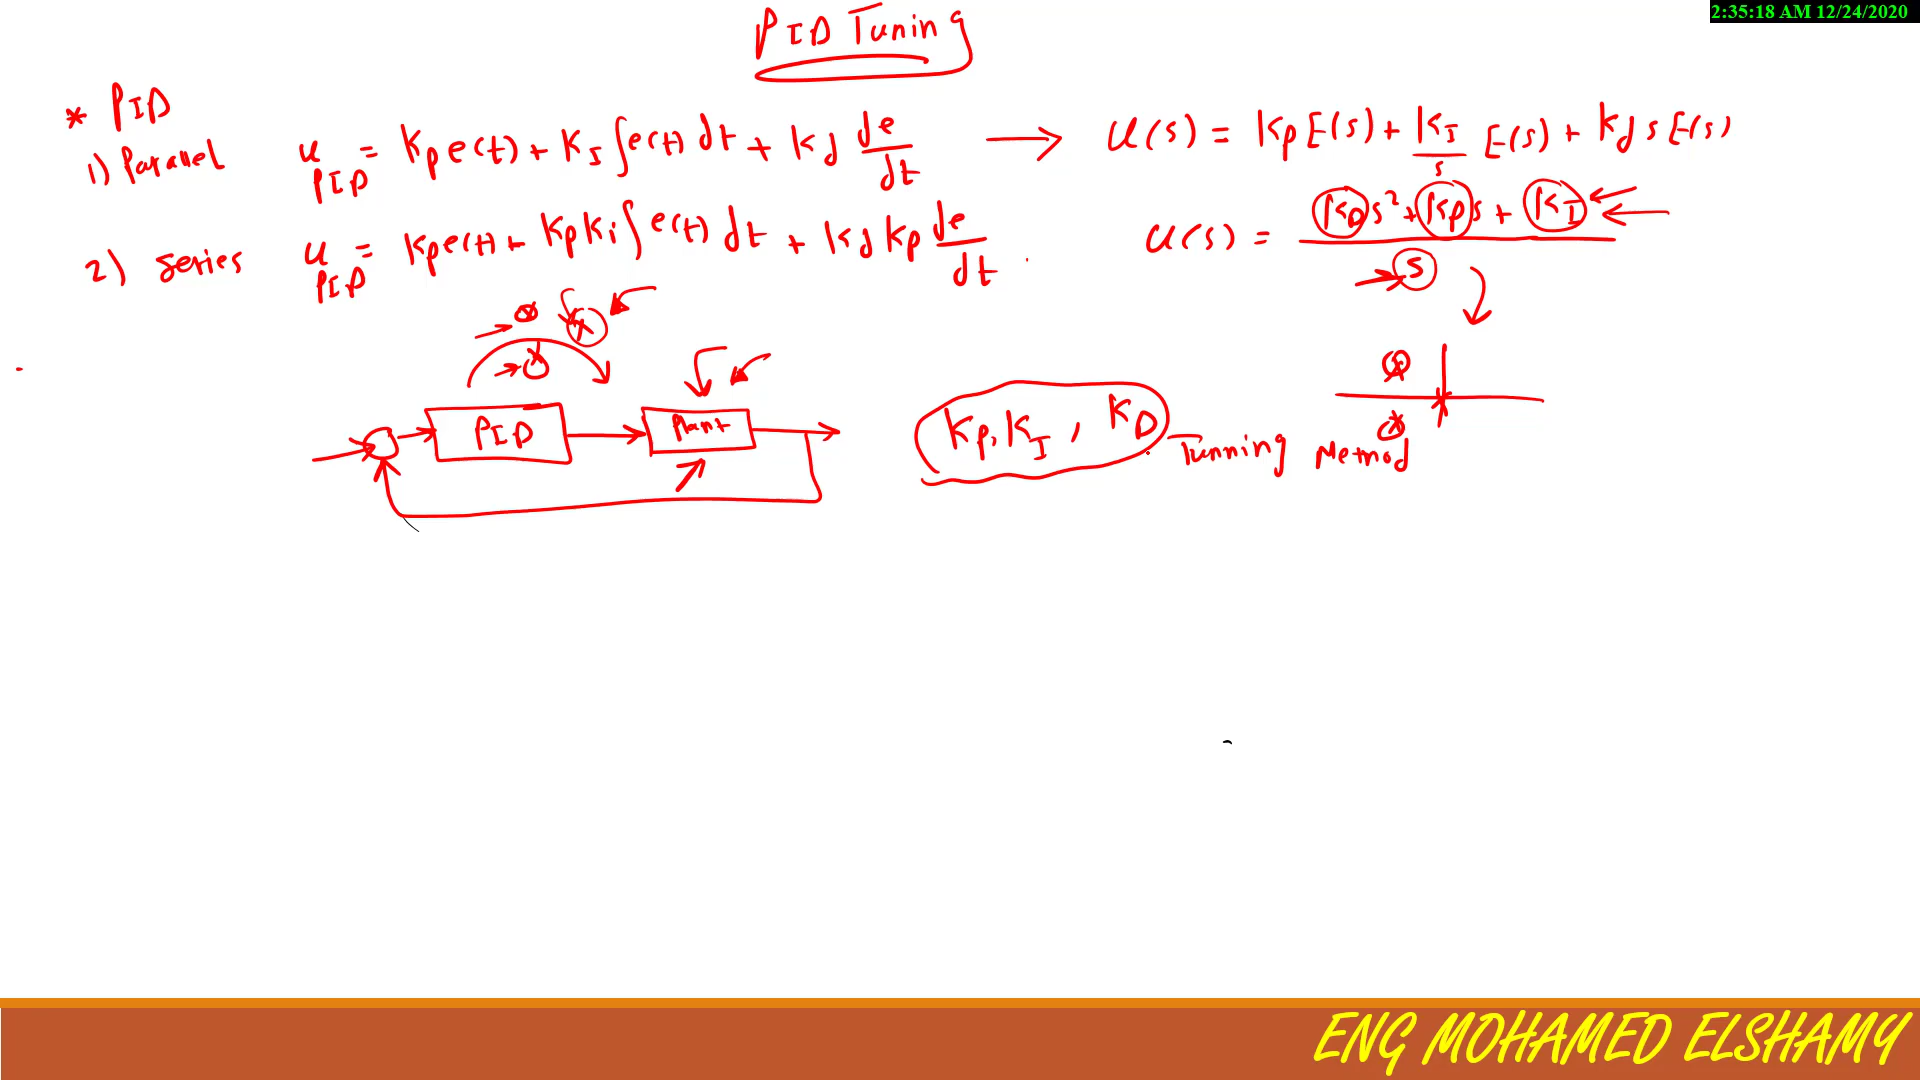 2:35:18 AM 12/24/2020
PID Tuning
* PID
1) Parallel u PID = Kp e(t) + KI ∫e(t) dt + Kd de/dt → U(s) = Kp E(s) + KI/s E(s) + Kd s E(s)
U(s) = KD s² + KP s + KI / s
2) series u PID = Kp e(t) + Kp Ki ∫ e(t) dt + Kd Kp de/dt
PID
Plant
Kp, KI, KD
Tunning Method
ENG MOHAMED ELSHAMY